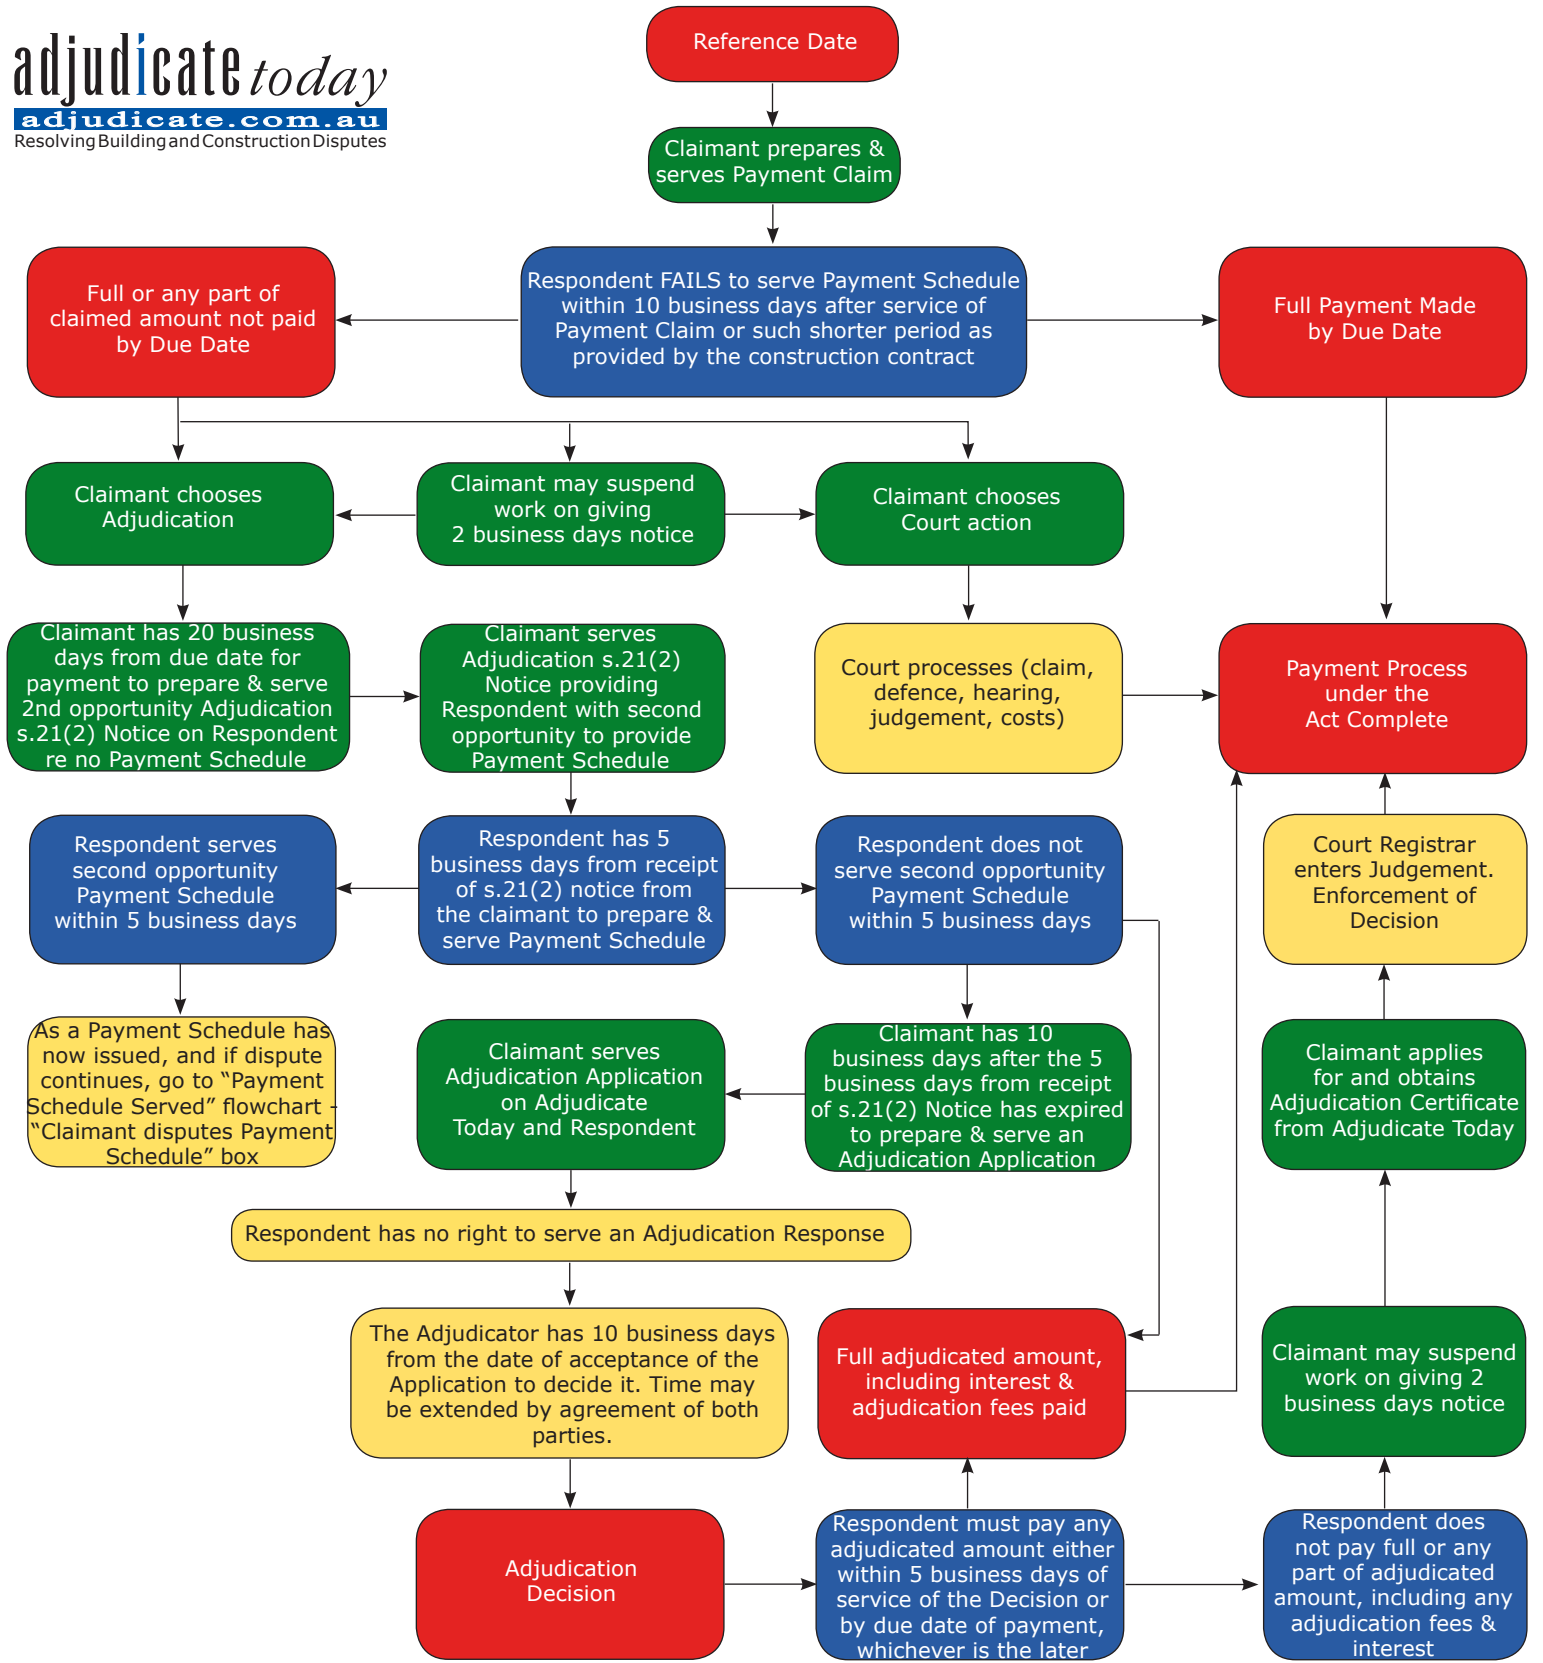 adjudicate today
adjudicate.com.au
Resolving Building and Construction Disputes
Reference Date
Claimant prepares &
serves Payment Claim
Full or any part of
claimed amount not paid
by Due Date
Respondent FAILS to serve Payment Schedule
within 10 business days after service of
Payment Claim or such shorter period as
provided by the construction contract
Full Payment Made
by Due Date
Claimant chooses
Adjudication
Claimant may suspend
work on giving
2 business days notice
Claimant chooses
Court action
Claimant has 20 business
days from due date for
payment to prepare & serve
2nd opportunity Adjudication
s.21(2) Notice on Respondent
re no Payment Schedule
Claimant serves
Adjudication s.21(2)
Notice providing
Respondent with second
opportunity to provide
Payment Schedule
Court processes (claim,
defence, hearing,
judgement, costs)
Payment Process
under the
Act Complete
Respondent serves
second opportunity
Payment Schedule
within 5 business days
Respondent has 5
business days from receipt
of s.21(2) notice from
the claimant to prepare &
serve Payment Schedule
Respondent does not
serve second opportunity
Payment Schedule
within 5 business days
Court Registrar
enters Judgement.
Enforcement of
Decision
As a Payment Schedule has
now issued, and if dispute
continues, go to “Payment
Schedule Served” flowchart -
“Claimant disputes Payment
Schedule” box
Claimant serves
Adjudication Application
on Adjudicate
Today and Respondent
Claimant has 10
business days after the 5
business days from receipt
of s.21(2) Notice has expired
to prepare & serve an
Adjudication Application
Claimant applies
for and obtains
Adjudication Certificate
from Adjudicate Today
Respondent has no right to serve an Adjudication Response
The Adjudicator has 10 business days
from the date of acceptance of the
Application to decide it. Time may
be extended by agreement of both
parties.
Full adjudicated amount,
including interest &
adjudication fees paid
Claimant may suspend
work on giving 2
business days notice
Adjudication
Decision
Respondent must pay any
adjudicated amount either
within 5 business days of
service of the Decision or
by due date of payment,
whichever is the later
Respondent does
not pay full or any
part of adjudicated
amount, including any
adjudication fees &
interest